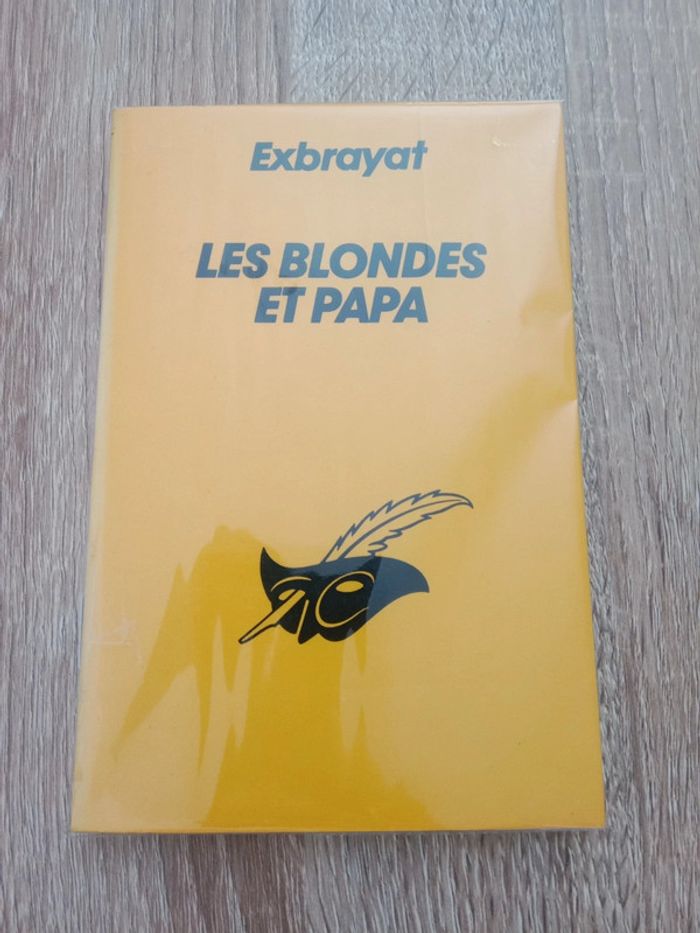 Exbrayat
LES BLONDES
ET PAPA